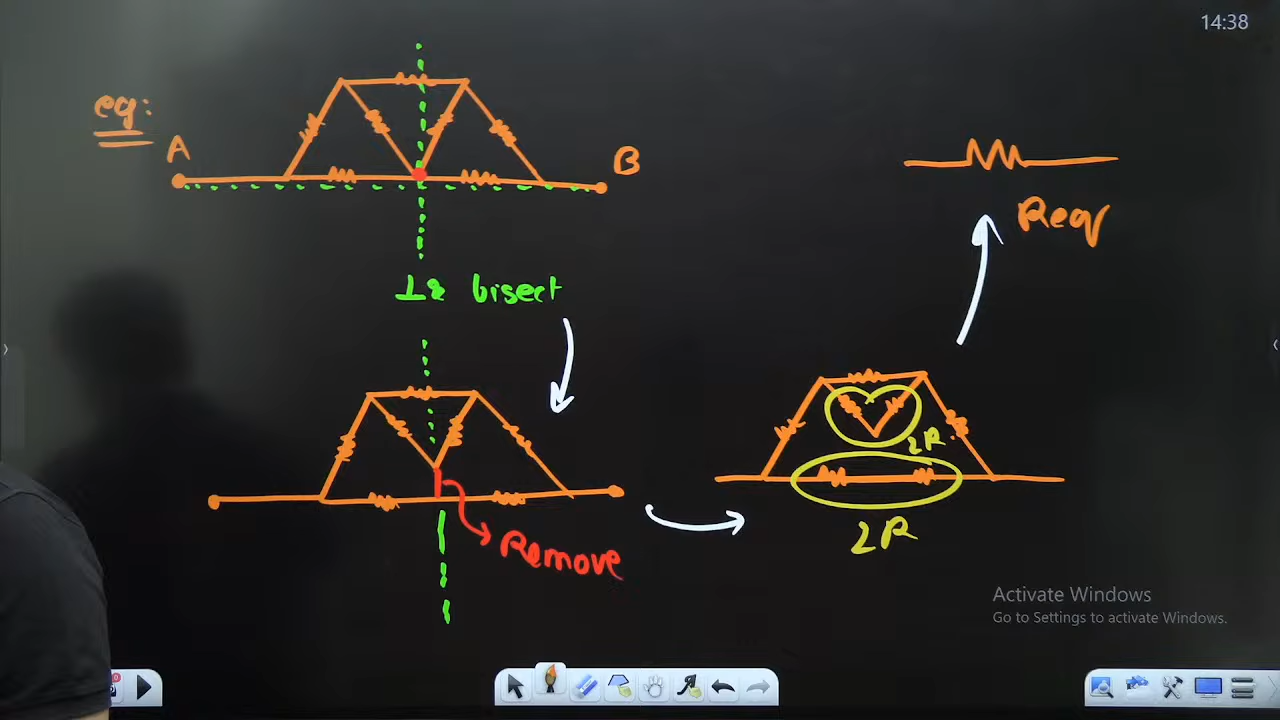 14:38
eg:
A
B
Req
⊥r bisect
2R
2R
Remove
Activate Windows
Go to Settings to activate Windows.